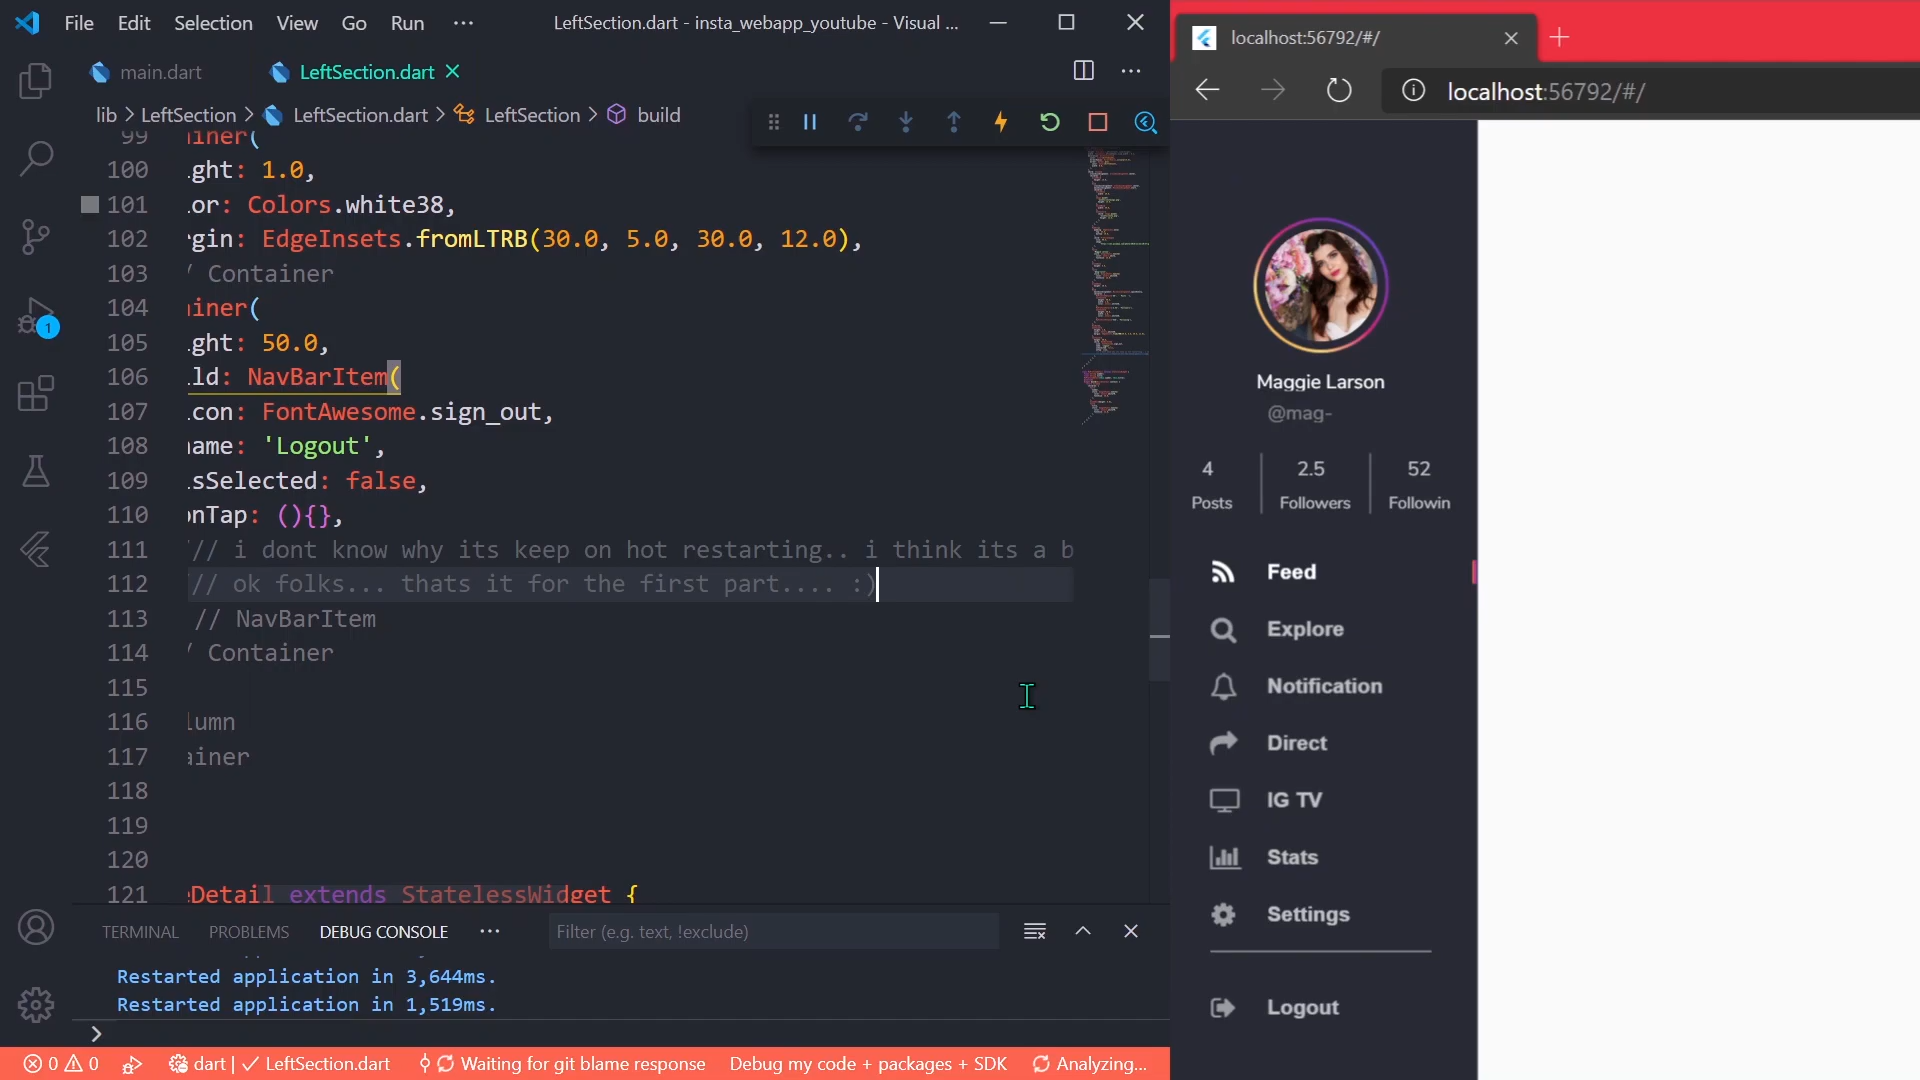 File Edit Selection View Go Run ···
LeftSection.dart - insta_webapp_youtube - Visual ...
main.dart
LeftSection.dart
lib > LeftSection > LeftSection.dart > LeftSection > build
99 iner(
100 ght: 1.0,
101 or: Colors.white38,
102 gin: EdgeInsets.fromLTRB(30.0, 5.0, 30.0, 12.0),
103 / Container
104 iner(
105 ght: 50.0,
106 ld: NavBarItem(
107 con: FontAwesome.sign_out,
108 ame: 'Logout',
109 sSelected: false,
110 nTap: (){},
111 // i dont know why its keep on hot restarting.. i think its a b
112 // ok folks... thats it for the first part.... :)
113 // NavBarItem
114 / Container
115
116 lumn
117 ainer
118
119
120
121 Detail extends StatelessWidget {
TERMINAL PROBLEMS DEBUG CONSOLE ···
Filter (e.g. text, !exclude)
Restarted application in 3,644ms.
Restarted application in 1,519ms.
>
0 0 dart | ✓ LeftSection.dart Waiting for git blame response Debug my code + packages + SDK Analyzing...
1
localhost:56792/#/
localhost:56792/#/
Maggie Larson
@mag-
4 2.5 52
Posts Followers Followin
Feed
Explore
Notification
Direct
IG TV
Stats
Settings
Logout